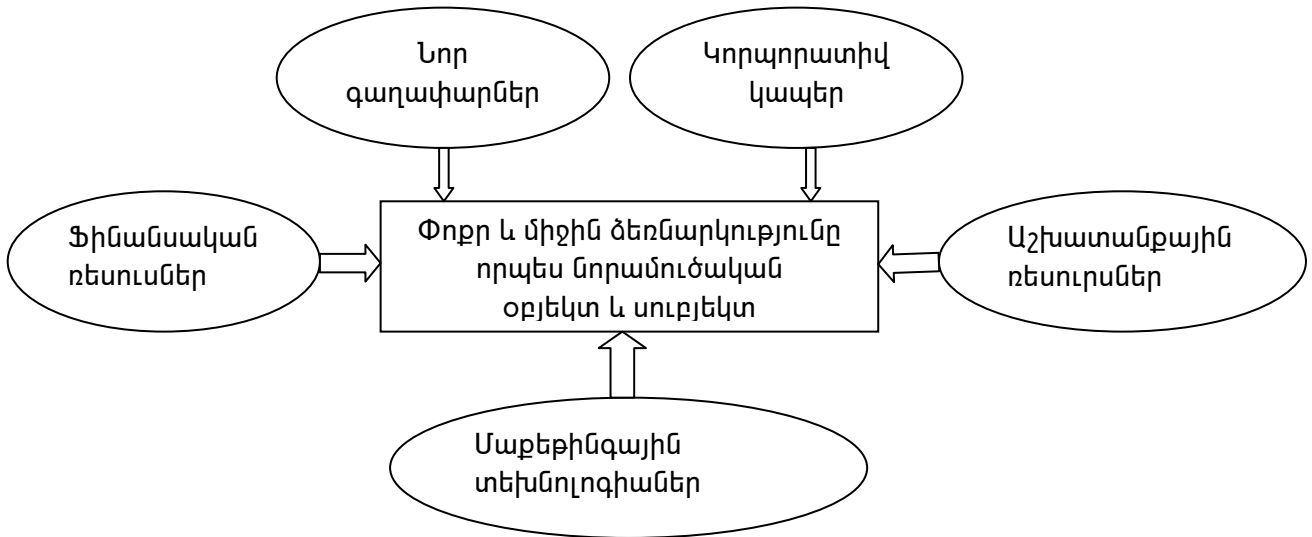 Նոր
գաղափարներ
Կորպորատիվ
կապեր
Ֆինանսական
ռեսուսներ
Փոքր և միջին ձեռնարկությունը
որպես նորամուծական
օբյեկտ և սուբյեկտ
Աշխատանքային
ռեսուրսներ
Մաքեթինգային
տեխնոլոգիաներ